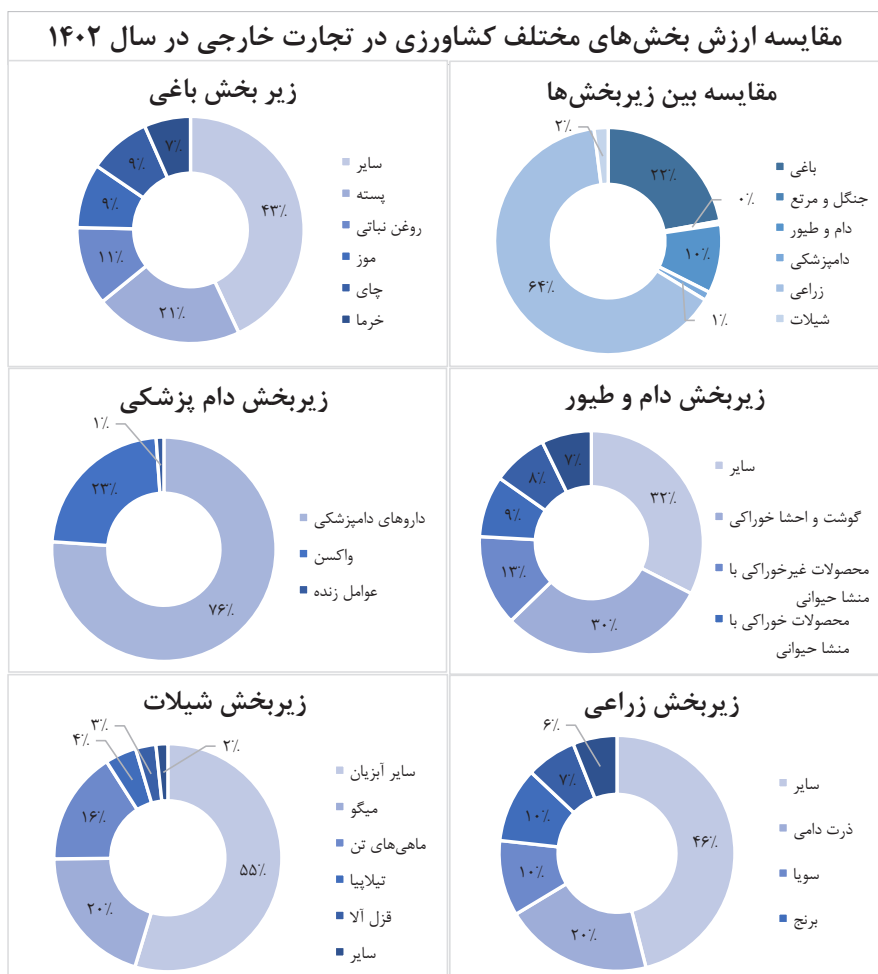 مقایسه ارزش بخش‌های مختلف کشاورزی در تجارت خارجی در سال ۱۴۰۲
مقایسه بین زیربخش‌ها
۲٪
۲۲٪
۰٪
۱۰٪
۱٪
۶۴٪
باغی
جنگل و مرتع
دام و طیور
دامپزشکی
زراعی
شیلات
زیر بخش باغی
۷٪
۹٪
۹٪
۱۱٪
۲۱٪
۴۳٪
سایر
پسته
روغن نباتی
موز
چای
خرما
زیربخش دام و طیور
۷٪
۸٪
۹٪
۱۳٪
۳۰٪
۳۲٪
سایر
گوشت و احشا خوراکی
محصولات غیرخوراکی با
منشا حیوانی
محصولات خوراکی با
منشا حیوانی
زیربخش دام پزشکی
۱٪
۲۳٪
۷۶٪
داروهای دامپزشکی
واکسن
عوامل زنده
زیربخش زراعی
۶٪
۷٪
۱۰٪
۱۰٪
۲۰٪
۴۶٪
سایر
ذرت دامی
سویا
برنج
زیربخش شیلات
۲٪
۳٪
۴٪
۱۶٪
۲۰٪
۵۵٪
سایر آبزیان
میگو
ماهی‌های تن
تیلاپیا
قزل آلا
سایر